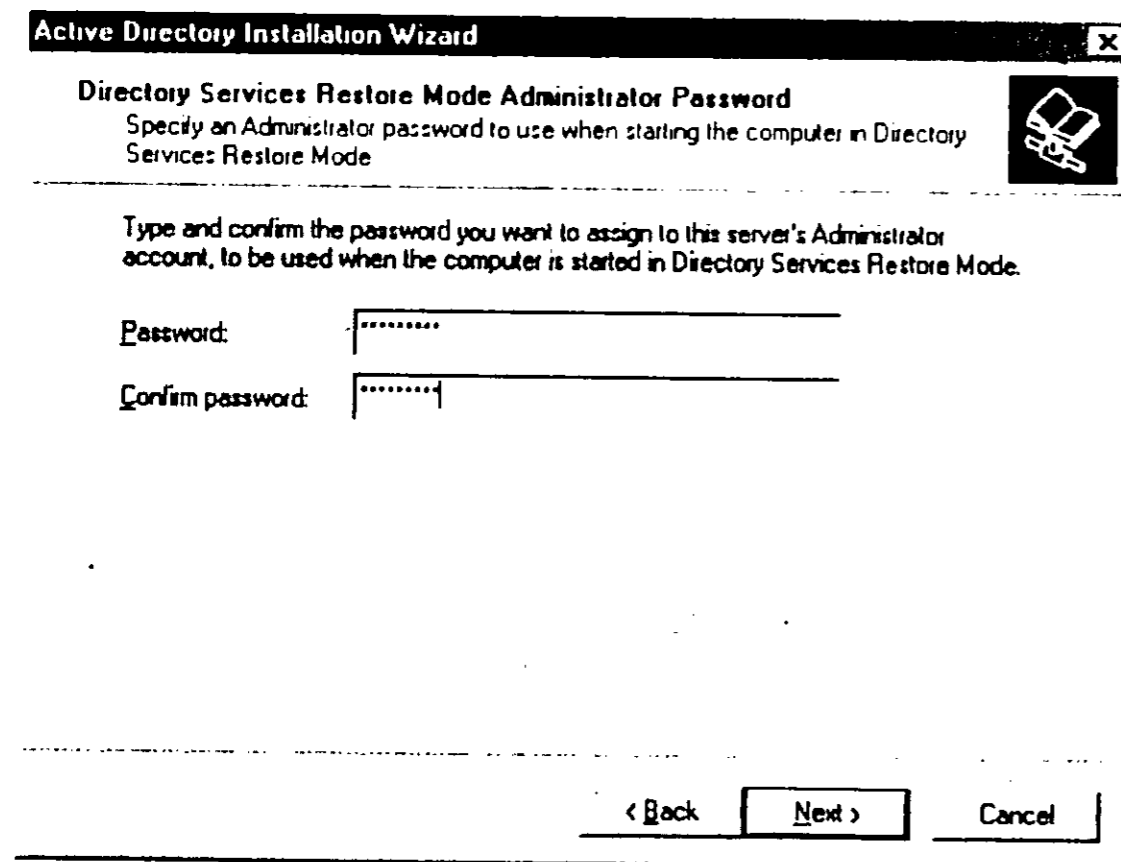 Active Directory Installation Wizard
Directory Services Restore Mode Administrator Password
Specify an Administrator password to use when starting the computer in Directory
Services Restore Mode
Type and confirm the password you want to assign to this server's Administrator
account, to be used when the computer is started in Directory Services Restore Mode.
Password:
Confirm password:
< Back Next > Cancel